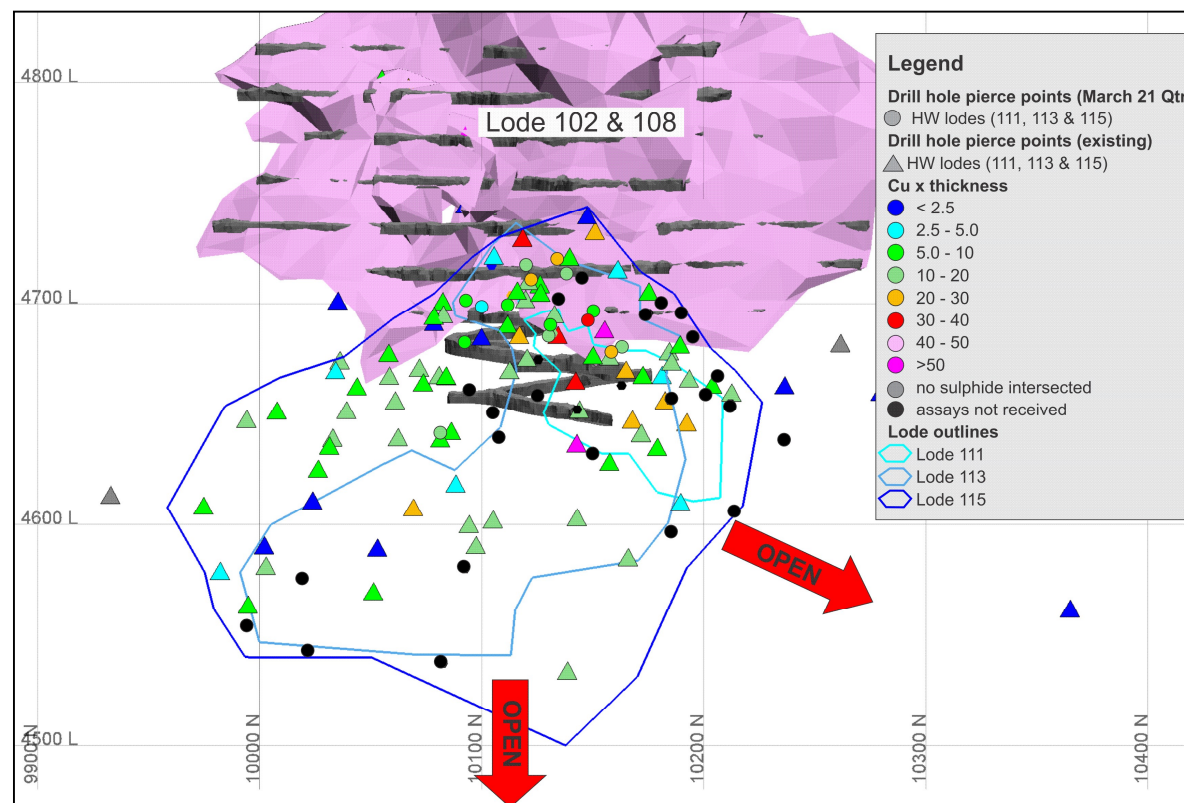 4800 L
4700 L
4600 L
4500 L
Lode 102 & 108
Legend
Drill hole pierce points (March 21 Qtr
HW lodes (111, 113 & 115)
Drill hole pierce points (existing)
HW lodes (111, 113 & 115)
Cu x thickness
< 2.5
2.5 - 5.0
5.0 - 10
10 - 20
20 - 30
30 - 40
40 - 50
>50
no sulphide intersected
assays not received
Lode outlines
Lode 111
Lode 113
Lode 115
OPEN
OPEN
9900 N
10000 N
10100 N
10200 N
10300 N
10400 N